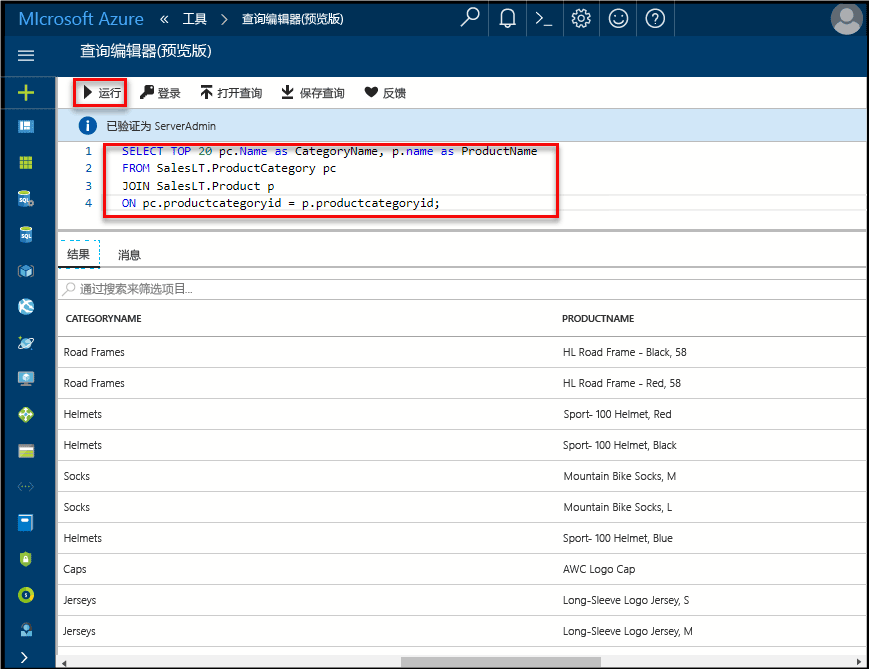 MIcrosoft Azure « 工具 > 查询编辑器(预览版)
查询编辑器(预览版)
运行 登录 打开查询 保存查询 反馈
已验证为 ServerAdmin
1 SELECT TOP 20 pc.Name as CategoryName, p.name as ProductName
2 FROM SalesLT.ProductCategory pc
3 JOIN SalesLT.Product p
4 ON pc.productcategoryid = p.productcategoryid;
结果 消息
通过搜索来筛选项目...
CATEGORYNAME PRODUCTNAME
Road Frames HL Road Frame - Black, 58
Road Frames HL Road Frame - Red, 58
Helmets Sport- 100 Helmet, Red
Helmets Sport- 100 Helmet, Black
Socks Mountain Bike Socks, M
Socks Mountain Bike Socks, L
Helmets Sport- 100 Helmet, Blue
Caps AWC Logo Cap
Jerseys Long-Sleeve Logo Jersey, S
Jerseys Long-Sleeve Logo Jersey, M